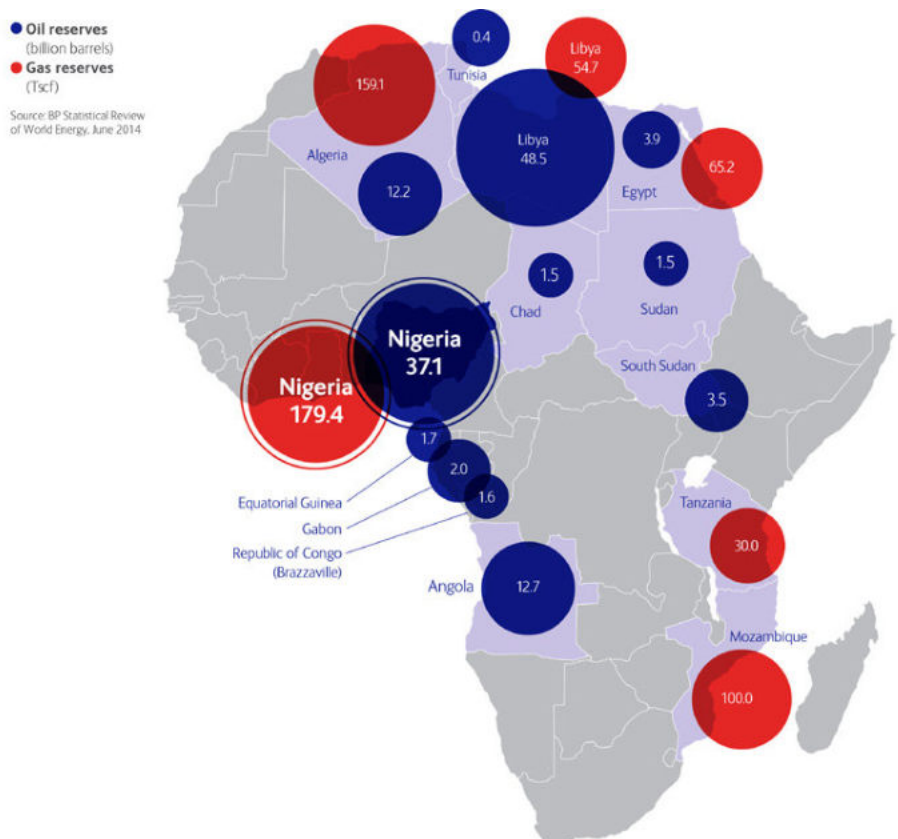 Oil reserves
(billion barrels)
Gas reserves
(Tscf)
Source: BP Statistical Review
of World Energy, June 2014
0.4
Tunisia
Libya
54.7
159.1
Algeria
12.2
Libya
48.5
3.9
Egypt
65.2
1.5
Chad
1.5
Sudan
Nigeria
37.1
Nigeria
179.4
South Sudan
3.5
1.7
2.0
1.6
Equatorial Guinea
Gabon
Republic of Congo
(Brazzaville)
Tanzania
30.0
Angola
12.7
Mozambique
100.0